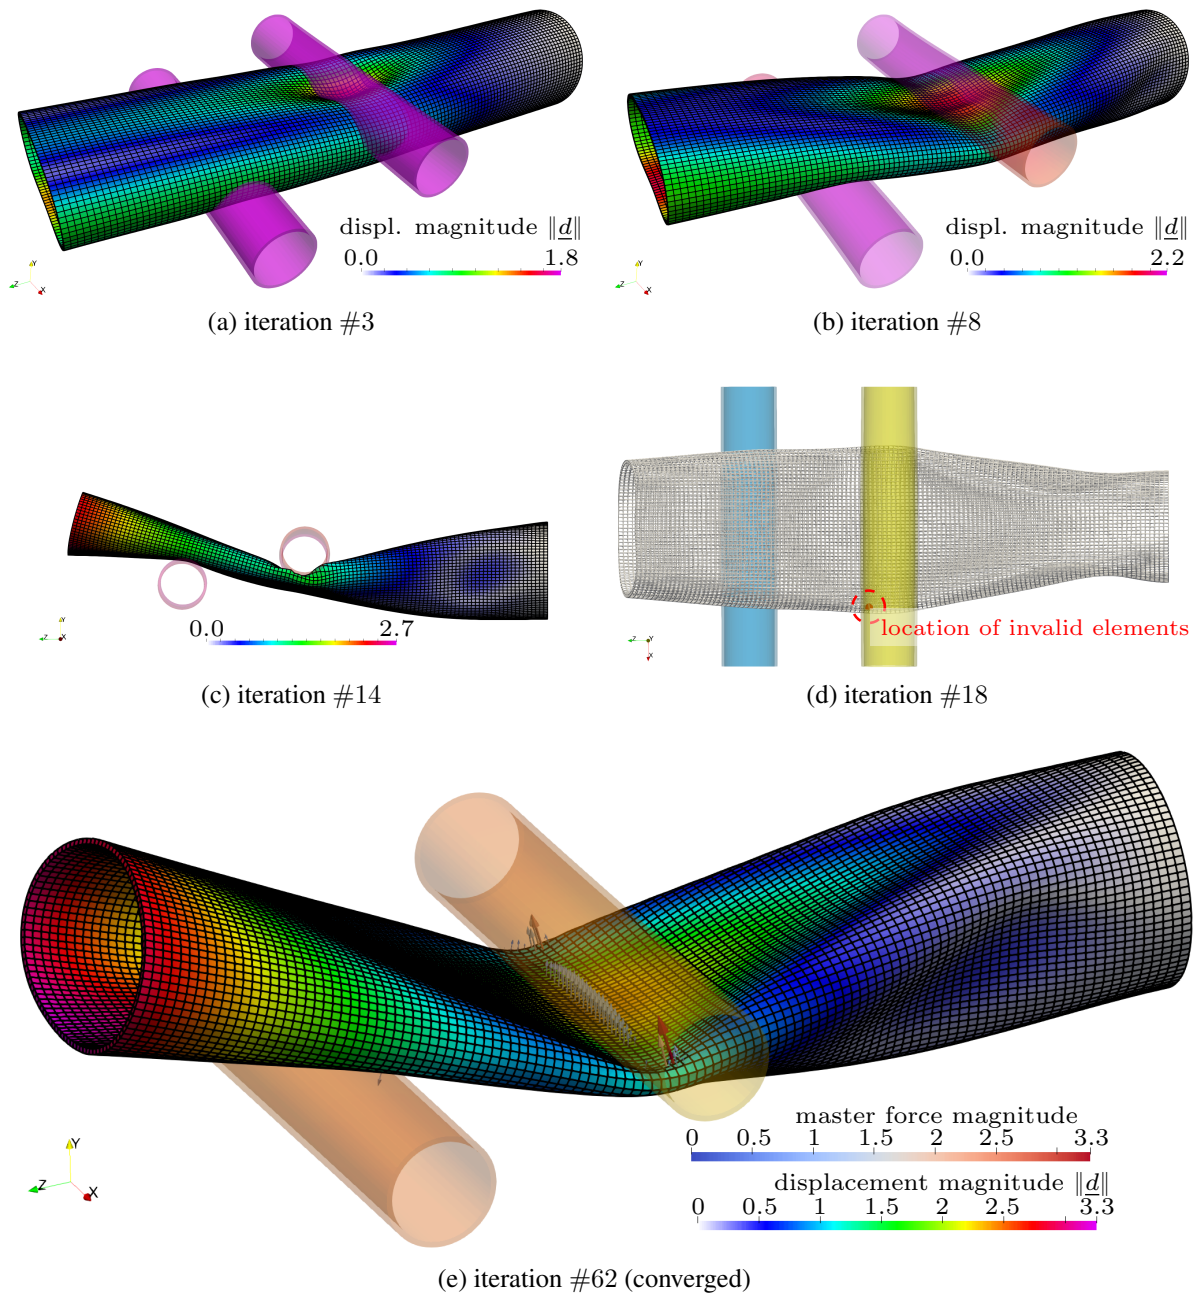 displ. magnitude ‖d‖
0.0 1.8
Y
Z
X
(a) iteration #3
displ. magnitude ‖d‖
0.0 2.2
Y
Z
X
(b) iteration #8
0.0 2.7
Y
Z
X
(c) iteration #14
location of invalid elements
Z
Y
X
(d) iteration #18
master force magnitude
0 0.5 1 1.5 2 2.5 3.3
displacement magnitude ‖d‖
0 0.5 1 1.5 2 2.5 3.3
Y
Z
X
(e) iteration #62 (converged)